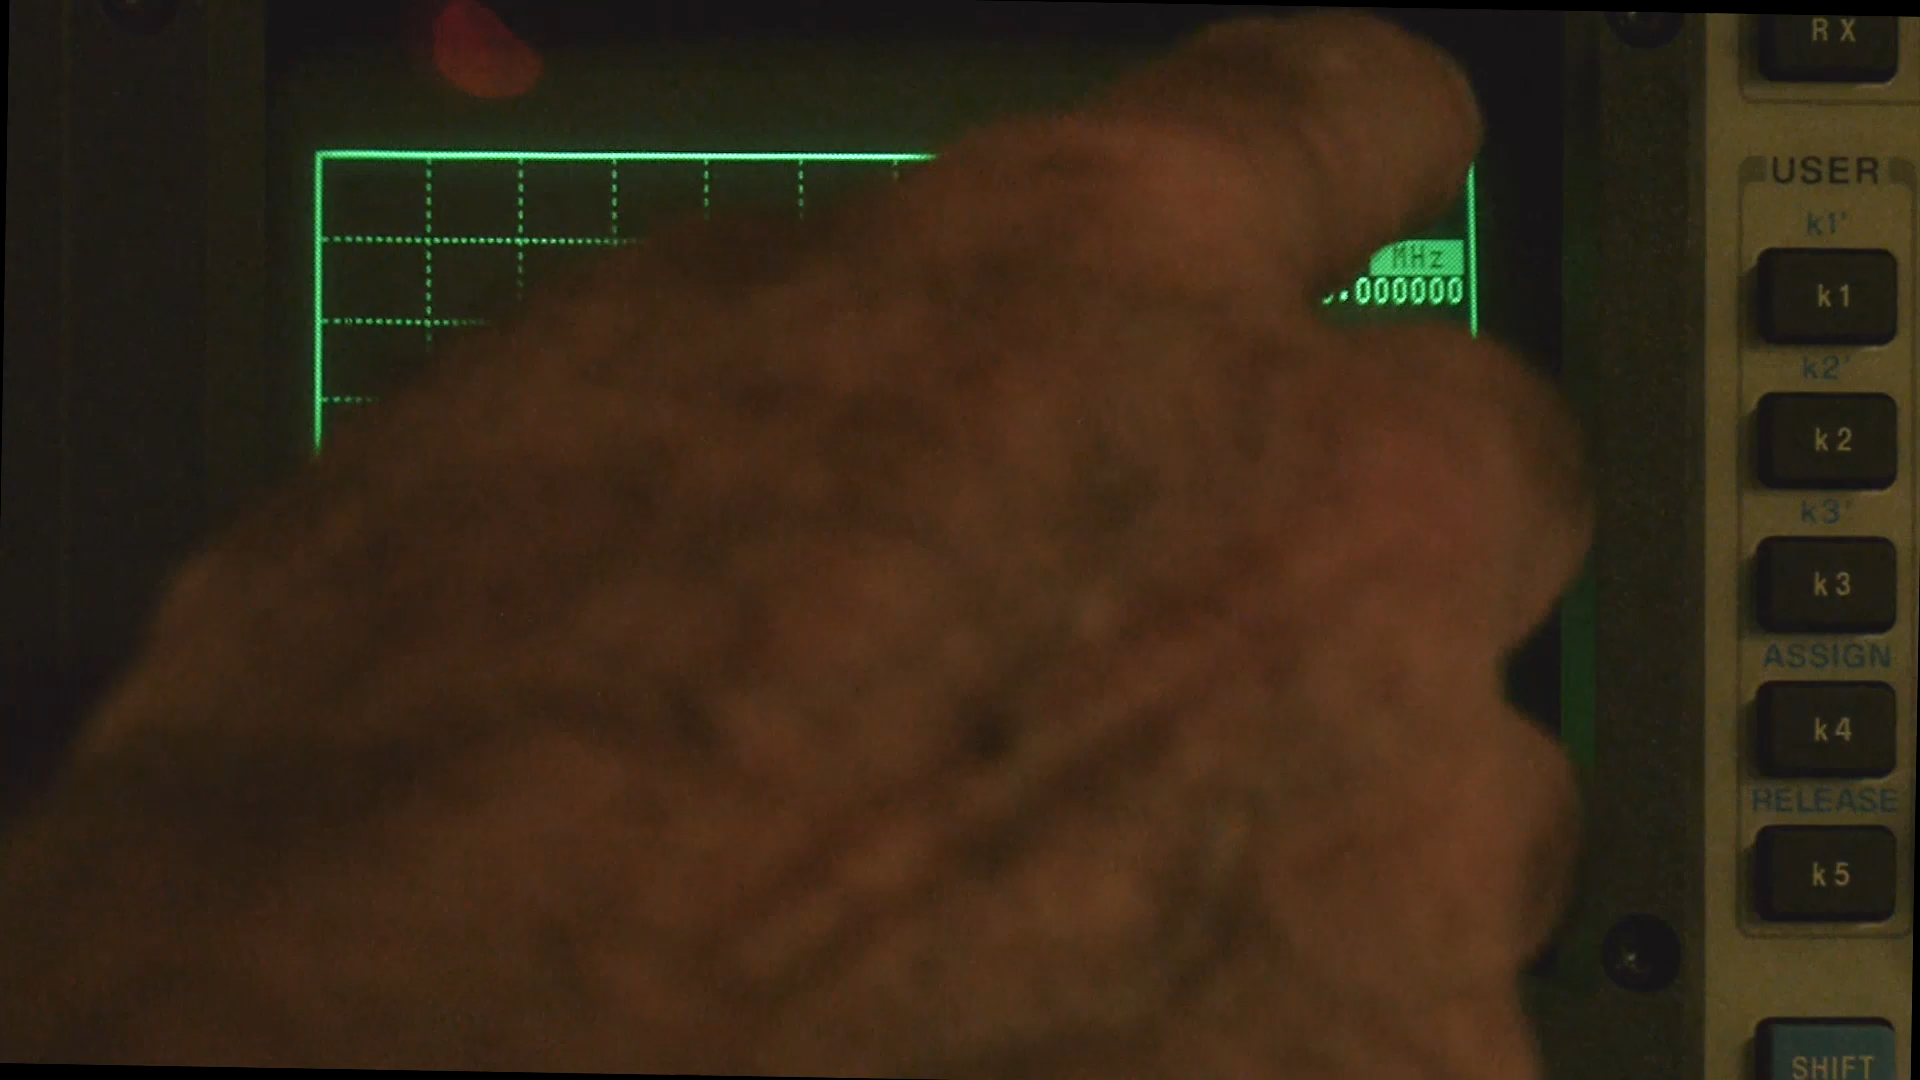 RX
USER
k1'
MHz
.000000
k1
k2'
k2
k3'
k3
ASSIGN
k4
RELEASE
k5
SHIFT